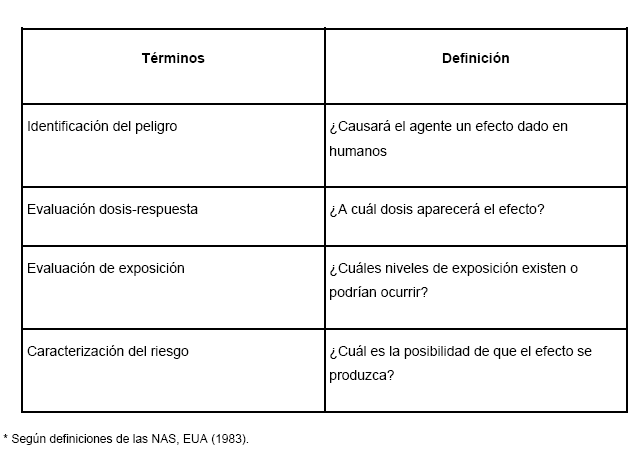 Términos Definición
Identificación del peligro ¿Causará el agente un efecto dado en
humanos
Evaluación dosis-respuesta ¿A cuál dosis aparecerá el efecto?
Evaluación de exposición ¿Cuáles niveles de exposición existen o
podrían ocurrir?
Caracterización del riesgo ¿Cuál es la posibilidad de que el efecto se
produzca?
* Según definiciones de las NAS, EUA (1983).